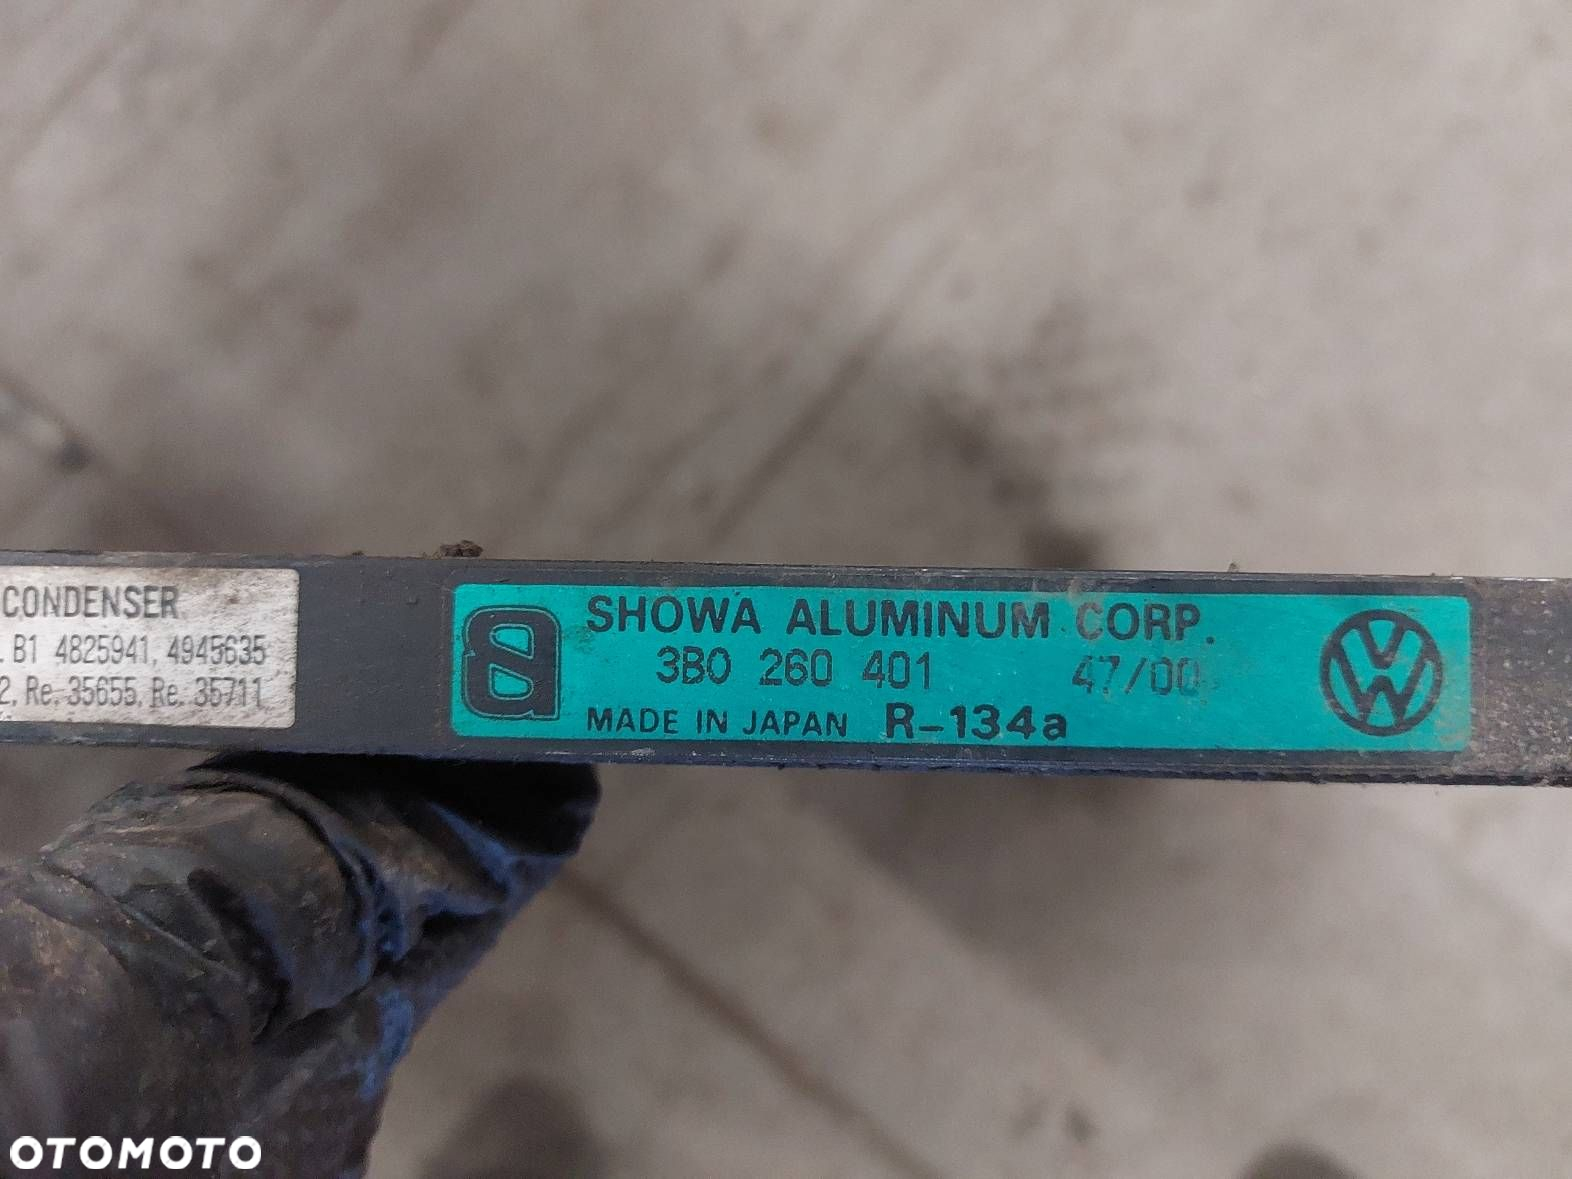 CONDENSER
B1 4825941, 4945635
2, Re. 35655, Re. 35711
SHOWA ALUMINUM CORP.
3B0 260 401 47/00
MADE IN JAPAN R-134a
VW
OTOMOTO